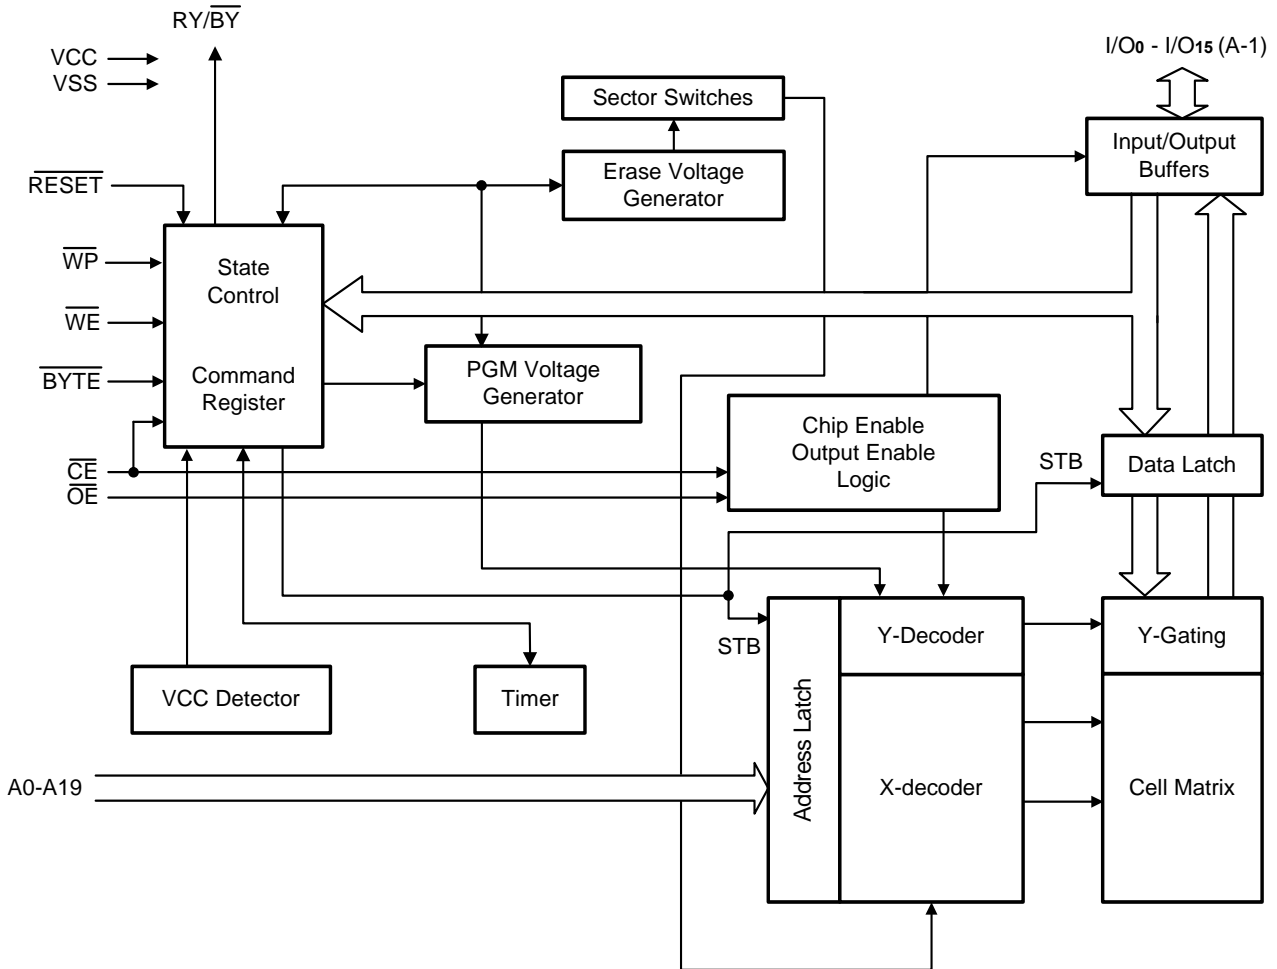 RY/BY
VCC
VSS
I/O0 - I/O15 (A-1)
Sector Switches
Input/Output
Buffers
Erase Voltage
Generator
RESET
WP
State
Control
WE
BYTE
Command
Register
PGM Voltage
Generator
Chip Enable
Output Enable
Logic
CE
OE
STB
Data Latch
STB
Y-Decoder
Y-Gating
VCC Detector
Timer
Address Latch
A0-A19
X-decoder
Cell Matrix